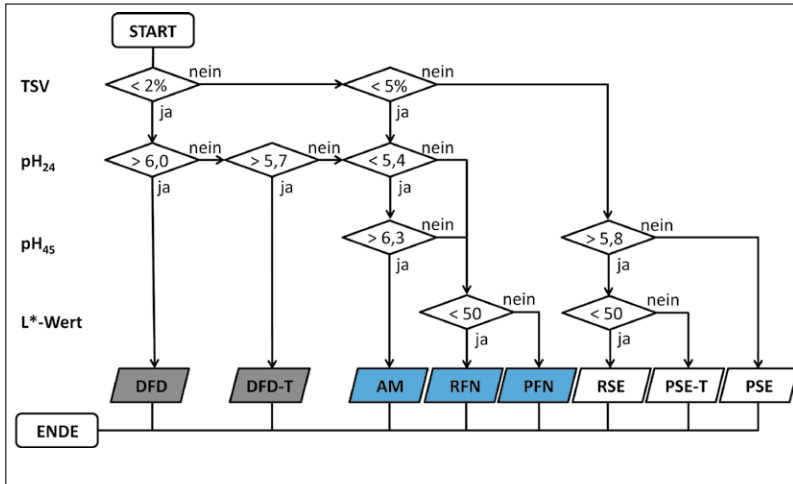 START
nein
nein
TSV
< 2%
< 5%
ja
ja
nein
nein
nein
pH24
> 6,0
> 5,7
< 5,4
ja
ja
ja
nein
nein
pH45
> 6,3
> 5,8
ja
ja
nein
nein
L*-Wert
< 50
< 50
ja
ja
DFD
DFD-T
AM
RFN
PFN
RSE
PSE-T
PSE
ENDE